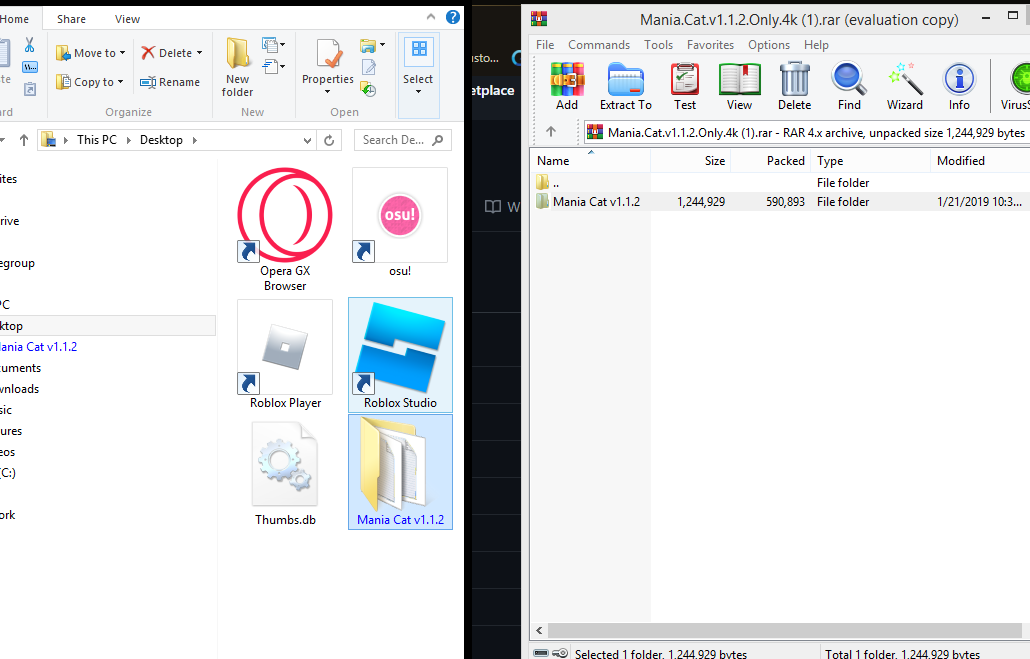 Home Share View
Move to Delete
Copy to Rename
New folder
Properties
Select
Organize New Open
This PC Desktop Search De...
Opera GX Browser
osu!
osu!
Roblox Player
Roblox Studio
Thumbs.db
Mania Cat v1.1.2
ites
rive
egroup
PC
ktop
ania Cat v1.1.2
uments
wnloads
sic
ures
eos
(C:)
ork
usto...
etplace
W
Mania.Cat.v1.1.2.Only.4k (1).rar (evaluation copy)
File Commands Tools Favorites Options Help
Add Extract To Test View Delete Find Wizard Info VirusS
Mania.Cat.v1.1.2.Only.4k (1).rar - RAR 4.x archive, unpacked size 1,244,929 bytes
Name Size Packed Type Modified
.. File folder
Mania Cat v1.1.2 1,244,929 590,893 File folder 1/21/2019 10:3...
Selected 1 folder, 1,244,929 bytes Total 1 folder, 1,244,929 bytes